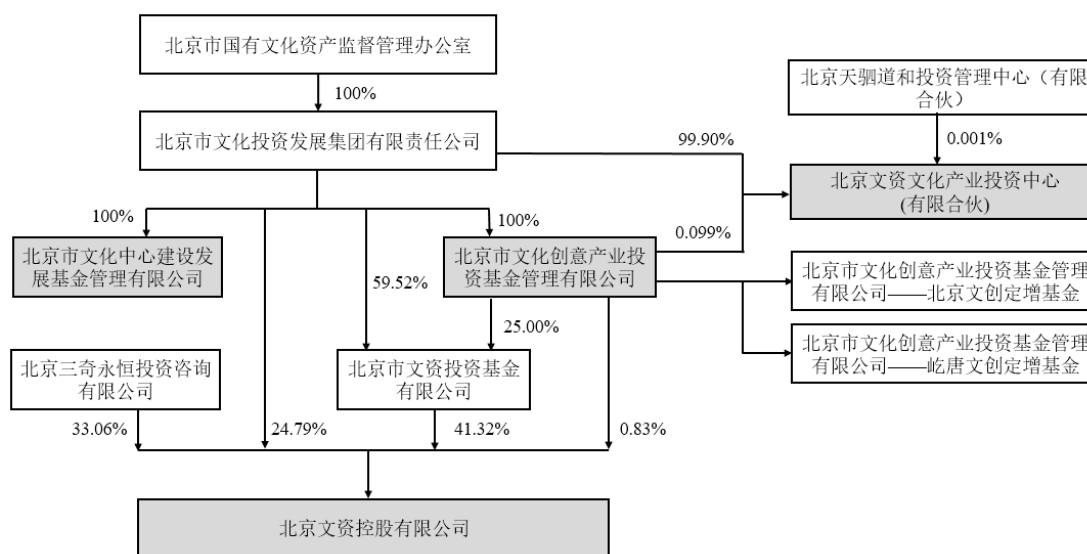 北京市国有文化资产监督管理办公室
100%
北京市文化投资发展集团有限责任公司
99.90%
北京天驷道和投资管理中心（有限
合伙）
0.001%
北京文资文化产业投资中心
(有限合伙)
100%
100%
0.099%
北京市文化中心建设发
展基金管理有限公司
59.52%
北京市文化创意产业投
资基金管理有限公司
北京市文化创意产业投资基金管理
有限公司——北京文创定增基金
25.00%
北京市文化创意产业投资基金管理
有限公司——屹唐文创定增基金
北京三奇永恒投资咨询
有限公司
北京市文资投资基金有
限公司
33.06%
24.79%
41.32%
0.83%
北京文资控股有限公司